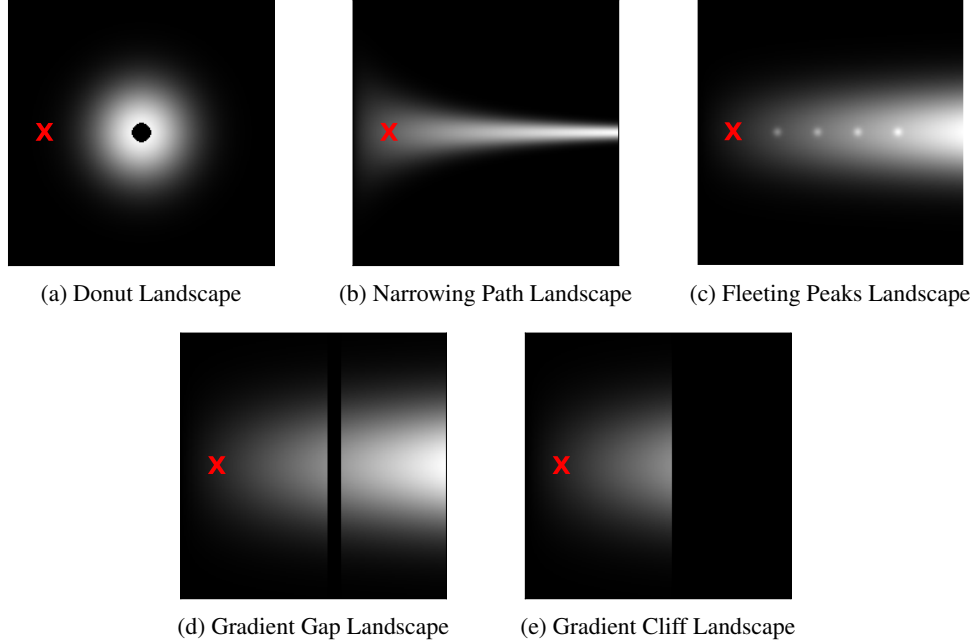 X
X
X
(a) Donut Landscape
(b) Narrowing Path Landscape
(c) Fleeting Peaks Landscape
X
X
(d) Gradient Gap Landscape
(e) Gradient Cliff Landscape